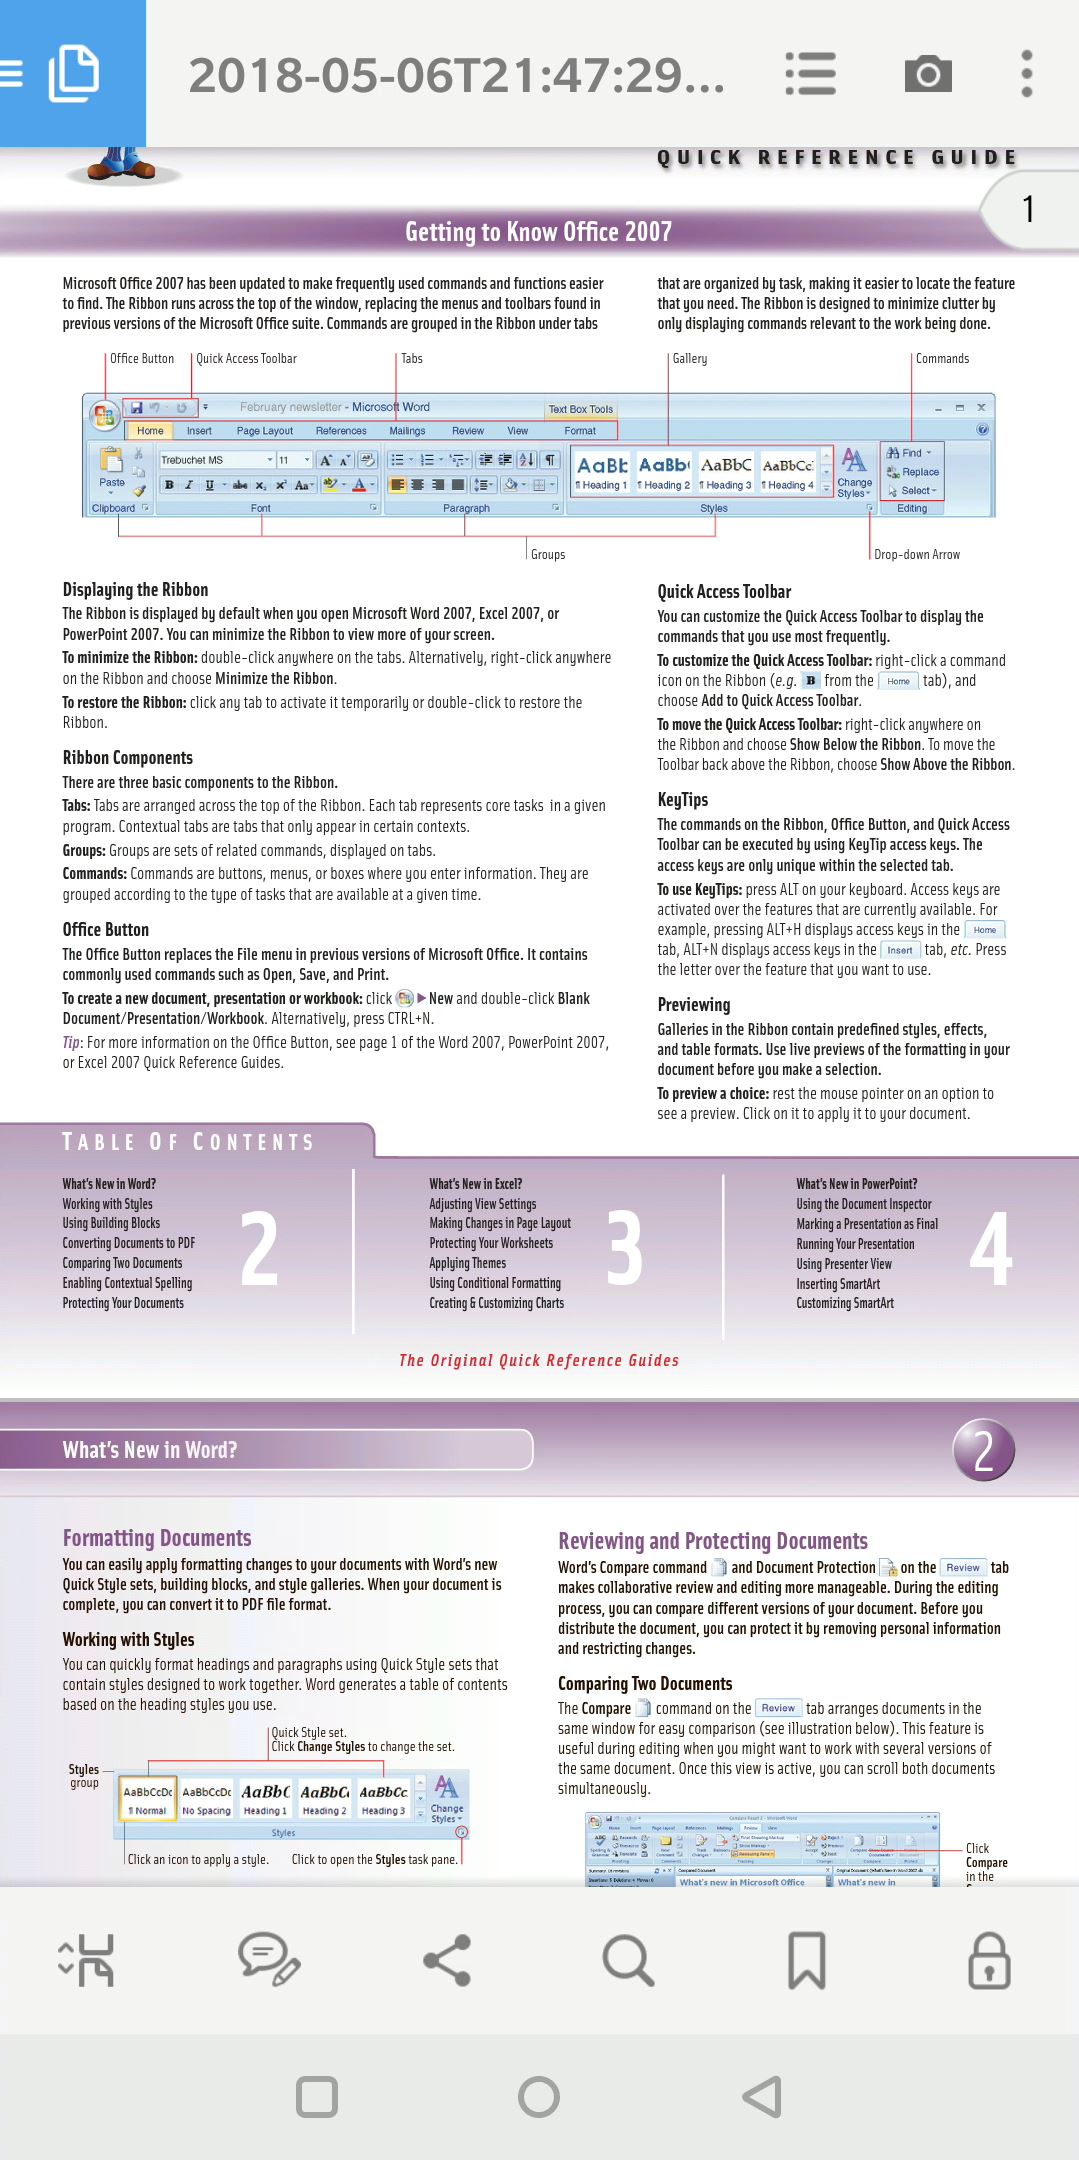 2018-05-06T21:47:29...
QUICK REFERENCE GUIDE
1
Getting to Know Office 2007
Microsoft Office 2007 has been updated to make frequently used commands and functions easier
to find. The Ribbon runs across the top of the window, replacing the menus and toolbars found in
previous versions of the Microsoft Office suite. Commands are grouped in the Ribbon under tabs
that are organized by task, making it easier to locate the feature
that you need. The Ribbon is designed to minimize clutter by
only displaying commands relevant to the work being done.
Office Button Quick Access Toolbar Tabs Gallery Commands
February newsletter - Microsoft Word Text Box Tools
Home Insert Page Layout References Mailings Review View Format
Trebuchet MS 11 AaBb AaBb AaBbC AaBbCc Find
Paste Heading 1 Heading 2 Heading 3 Heading 4 Change Styles Replace
Select
Clipboard Font Paragraph Styles Editing
Groups Drop-down Arrow
Displaying the Ribbon
The Ribbon is displayed by default when you open Microsoft Word 2007, Excel 2007, or
PowerPoint 2007. You can minimize the Ribbon to view more of your screen.
To minimize the Ribbon: double-click anywhere on the tabs. Alternatively, right-click anywhere
on the Ribbon and choose Minimize the Ribbon.
To restore the Ribbon: click any tab to activate it temporarily or double-click to restore the
Ribbon.
Ribbon Components
There are three basic components to the Ribbon.
Tabs: Tabs are arranged across the top of the Ribbon. Each tab represents core tasks in a given
program. Contextual tabs are tabs that only appear in certain contexts.
Groups: Groups are sets of related commands, displayed on tabs.
Commands: Commands are buttons, menus, or boxes where you enter information. They are
grouped according to the type of tasks that are available at a given time.
Office Button
The Office Button replaces the File menu in previous versions of Microsoft Office. It contains
commonly used commands such as Open, Save, and Print.
To create a new document, presentation or workbook: click New and double-click Blank
Document/Presentation/Workbook. Alternatively, press CTRL+N.
Tip: For more information on the Office Button, see page 1 of the Word 2007, PowerPoint 2007,
or Excel 2007 Quick Reference Guides.
Quick Access Toolbar
You can customize the Quick Access Toolbar to display the
commands that you use most frequently.
To customize the Quick Access Toolbar: right-click a command
icon on the Ribbon (e.g. B from the Home tab), and
choose Add to Quick Access Toolbar.
To move the Quick Access Toolbar: right-click anywhere on
the Ribbon and choose Show Below the Ribbon. To move the
Toolbar back above the Ribbon, choose Show Above the Ribbon.
KeyTips
The commands on the Ribbon, Office Button, and Quick Access
Toolbar can be executed by using KeyTip access keys. The
access keys are only unique within the selected tab.
To use KeyTips: press ALT on your keyboard. Access keys are
activated over the features that are currently available. For
example, pressing ALT+H displays access keys in the Home
tab, ALT+N displays access keys in the Insert tab, etc. Press
the letter over the feature that you want to use.
Previewing
Galleries in the Ribbon contain predefined styles, effects,
and table formats. Use live previews of the formatting in your
document before you make a selection.
To preview a choice: rest the mouse pointer on an option to
see a preview. Click on it to apply it to your document.
TABLE OF CONTENTS
What's New in Word?
Working with Styles
Using Building Blocks
Converting Documents to PDF
Comparing Two Documents
Enabling Contextual Spelling
Protecting Your Documents
2
What's New in Excel?
Adjusting View Settings
Making Changes in Page Layout
Protecting Your Worksheets
Applying Themes
Using Conditional Formatting
Creating & Customizing Charts
3
What's New in PowerPoint?
Using the Document Inspector
Marking a Presentation as Final
Running Your Presentation
Using Presenter View
Inserting SmartArt
Customizing SmartArt
4
The Original Quick Reference Guides
What's New in Word?
2
Formatting Documents
You can easily apply formatting changes to your documents with Word's new
Quick Style sets, building blocks, and style galleries. When your document is
complete, you can convert it to PDF file format.
Working with Styles
You can quickly format headings and paragraphs using Quick Style sets that
contain styles designed to work together. Word generates a table of contents
based on the heading styles you use.
Quick Style set.
Click Change Styles to change the set.
Styles
group
AaBbCcDc AaBbCcDc AaBb( AaBbC AaBbCc
Normal No Spacing Heading 1 Heading 2 Heading 3 Change
Styles
Styles
Click an icon to apply a style. Click to open the Styles task pane.
Reviewing and Protecting Documents
Word's Compare command and Document Protection on the Review tab
makes collaborative review and editing more manageable. During the editing
process, you can compare different versions of your document. Before you
distribute the document, you can protect it by removing personal information
and restricting changes.
Comparing Two Documents
The Compare command on the Review tab arranges documents in the
same window for easy comparison (see illustration below). This feature is
useful during editing when you might want to work with several versions of
the same document. Once this view is active, you can scroll both documents
simultaneously.
What's new in Microsoft Office What's new in
Click
Compare
in the